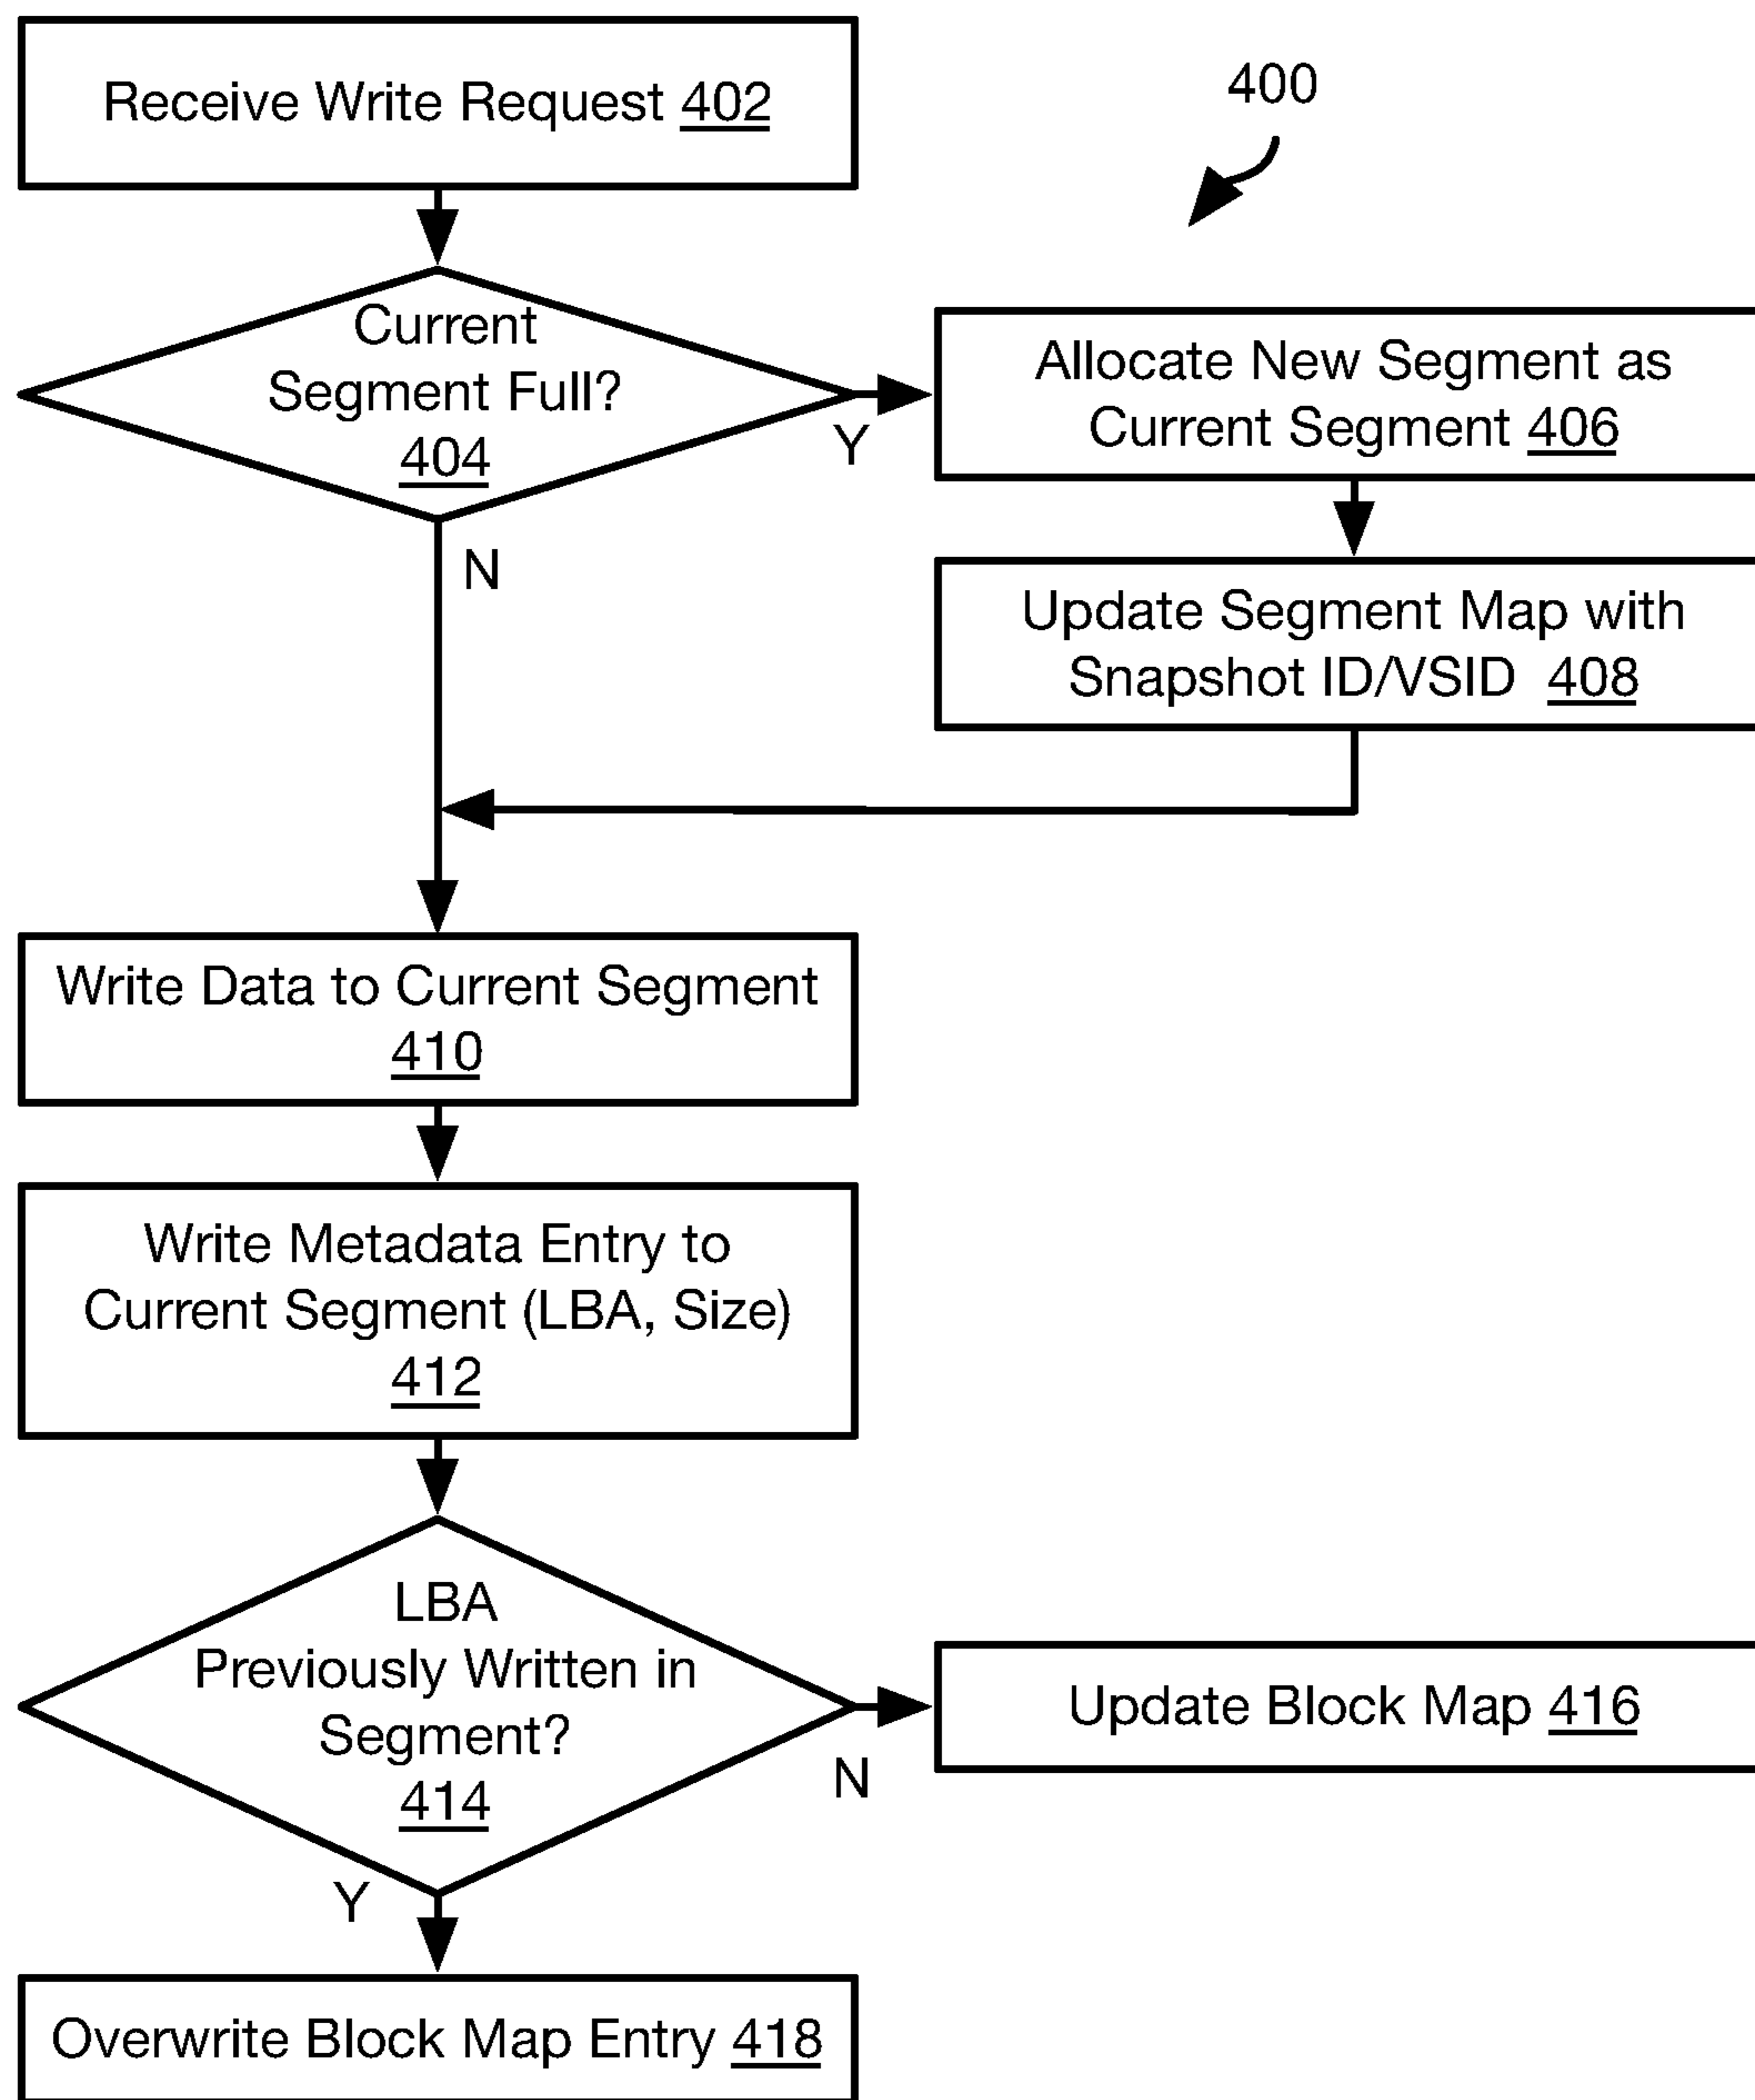 Receive Write Request 402
400
Current
Segment Full?
404
Y
N
Allocate New Segment as
Current Segment 406
Update Segment Map with
Snapshot ID/VSID 408
Write Data to Current Segment
410
Write Metadata Entry to
Current Segment (LBA, Size)
412
LBA
Previously Written in
Segment?
414
N
Y
Update Block Map 416
Overwrite Block Map Entry 418